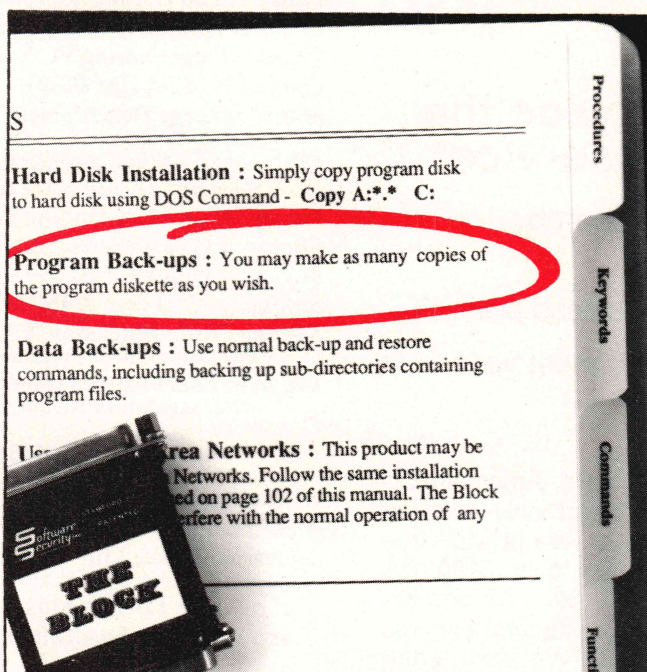 S
Hard Disk Installation : Simply copy program disk
to hard disk using DOS Command - Copy A:*.* C:
Program Back-ups : You may make as many copies of
the program diskette as you wish.
Data Back-ups : Use normal back-up and restore
commands, including backing up sub-directories containing
program files.
rea Networks : This product may be
Networks. Follow the same installation
ed on page 102 of this manual. The Block
erfere with the normal operation of any
Software
Security
THE
BLOCK
Procedures
Keywords
Commands
Functi